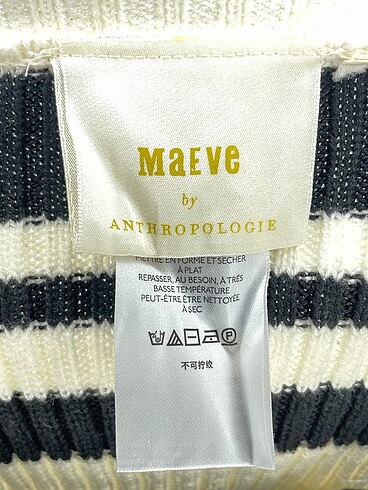 MaEVe
by
ANTHROPOLOGIE
METTRE EN FORME ET SÉCHER
À PLAT
REPASSER, AU BESOIN, À TRÉS
BASSE TEMPÉRATURE
PEUT-ÊTRE ÊTRE NETTOYÉE
À SEC
不可拧绞